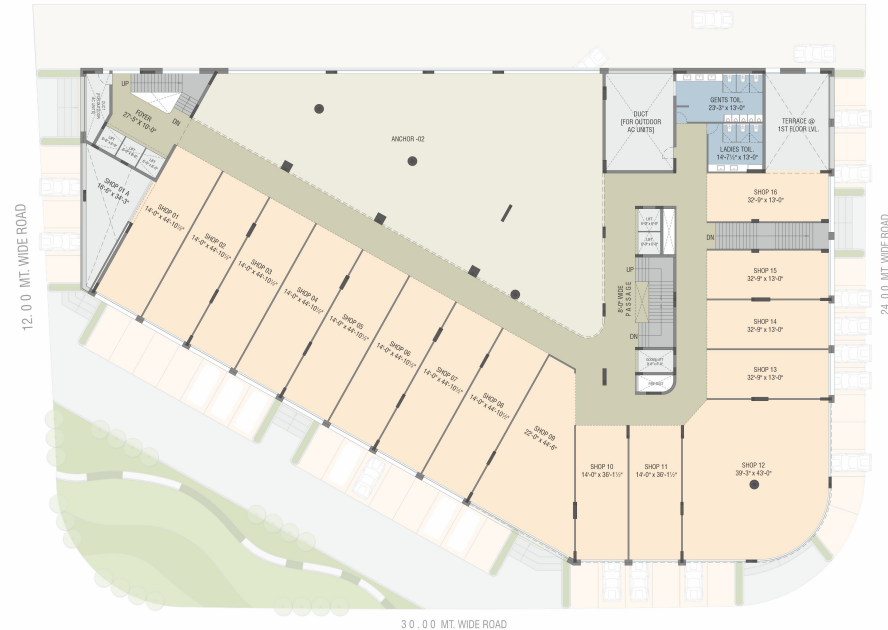 UP
FOYER
27'-5" X 10'-0"
DN
SHOP 01 A
16'-6" x 34'-3"
ANCHOR -02
DUCT
[FOR OUTDOOR
AC UNITS]
GENTS TOIL.
23'-3" x 13'-0"
LADIES TOIL.
14'-7½" x 13'-0"
TERRACE @
1ST FLOOR LVL.
SHOP 01
14'-0" x 44'-10½"
SHOP 02
14'-0" x 44'-10½"
SHOP 03
14'-0" x 44'-10½"
SHOP 04
14'-0" x 44'-10½"
SHOP 05
14'-0" x 44'-10½"
SHOP 06
14'-0" x 44'-10½"
SHOP 07
14'-0" x 44'-10½"
SHOP 08
14'-0" x 44'-10½"
SHOP 09
22'-0" x 44'-6"
SHOP 10
14'-0" x 36'-1½"
SHOP 11
14'-0" x 36'-1½"
SHOP 12
39'-3" x 43'-0"
SHOP 13
32'-9" x 13'-0"
SHOP 14
32'-9" x 13'-0"
SHOP 15
32'-9" x 13'-0"
SHOP 16
32'-9" x 13'-0"
DN
LIFT
LIFT
UP
8'-0" WIDE
PASSAGE
DN
12.00 MT. WIDE ROAD
24.00 MT. WIDE ROAD
30.00 MT. WIDE ROAD